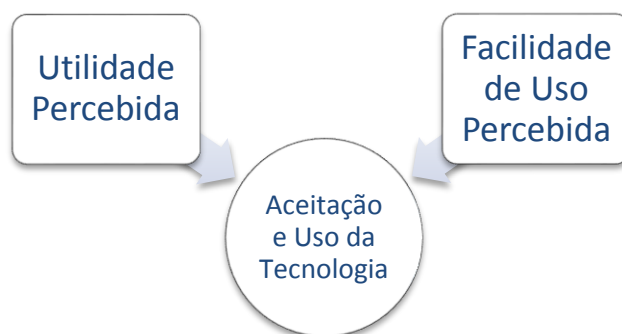 Utilidade
Percebida
Facilidade
de Uso
Percebida
Aceitação
e Uso da
Tecnologia